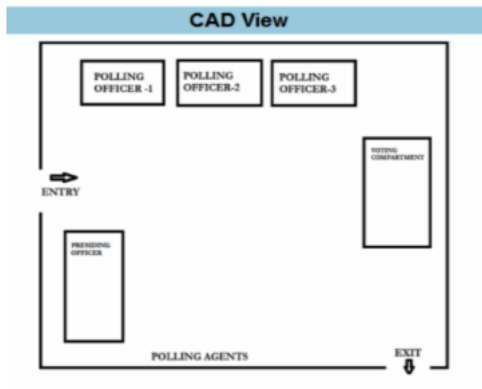 CAD View
POLLING
OFFICER -1
POLLING
OFFICER-2
POLLING
OFFICER-3
VOTING
COMPARTMENT
ENTRY
PRESIDING
OFFICER
POLLING AGENTS
EXIT